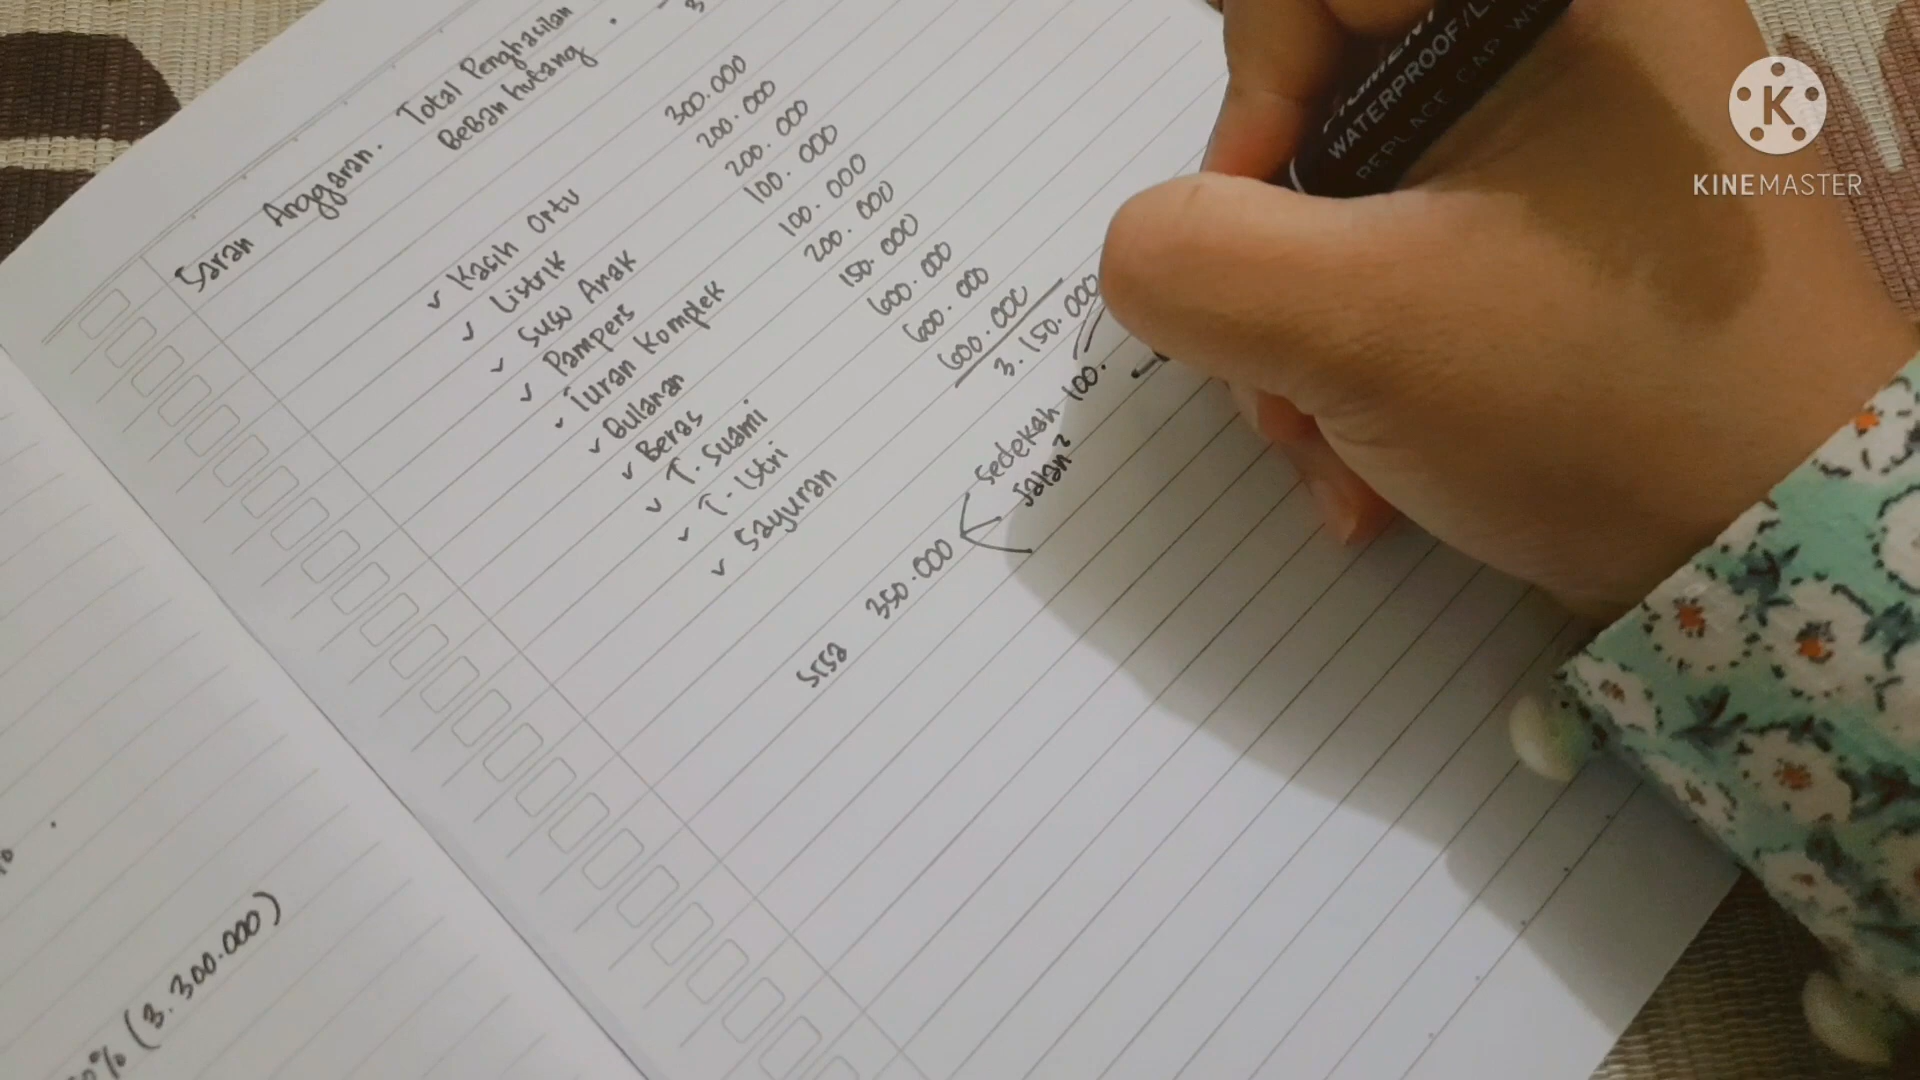 Saran Anggaran. Total Penghasilan
Beban hutang
✓ Kasih ortu 300.000
✓ Listrik 200.000
✓ Susu Anak 200.000
✓ Pampers 100.000
✓ Iuran Komplek 100.000
✓ Bulanan 200.000
✓ Beras 150.000
✓ T. Suami 600.000
✓ T. Istri 600.000
✓ Sayuran 600.000
3.150.000
Sisa 350.000
Sedekah 100.
Jalan²
(3.300.000)
WATERPROOF/
REPLACE CAP
K
KINEMASTER